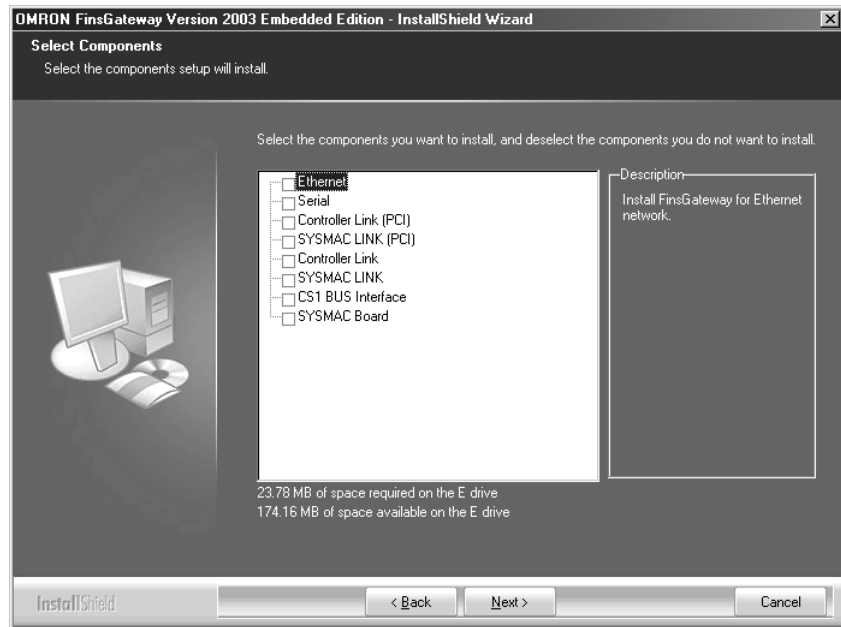 OMRON FinsGateway Version 2003 Embedded Edition - InstallShield Wizard
Select Components
Select the components setup will install.
Select the components you want to install, and deselect the components you do not want to install.
Ethernet
Serial
Controller Link (PCI)
SYSMAC LINK (PCI)
Controller Link
SYSMAC LINK
CS1 BUS Interface
SYSMAC Board
Description
Install FinsGateway for Ethernet
network.
23.78 MB of space required on the E drive
174.16 MB of space available on the E drive
InstallShield
< Back
Next >
Cancel